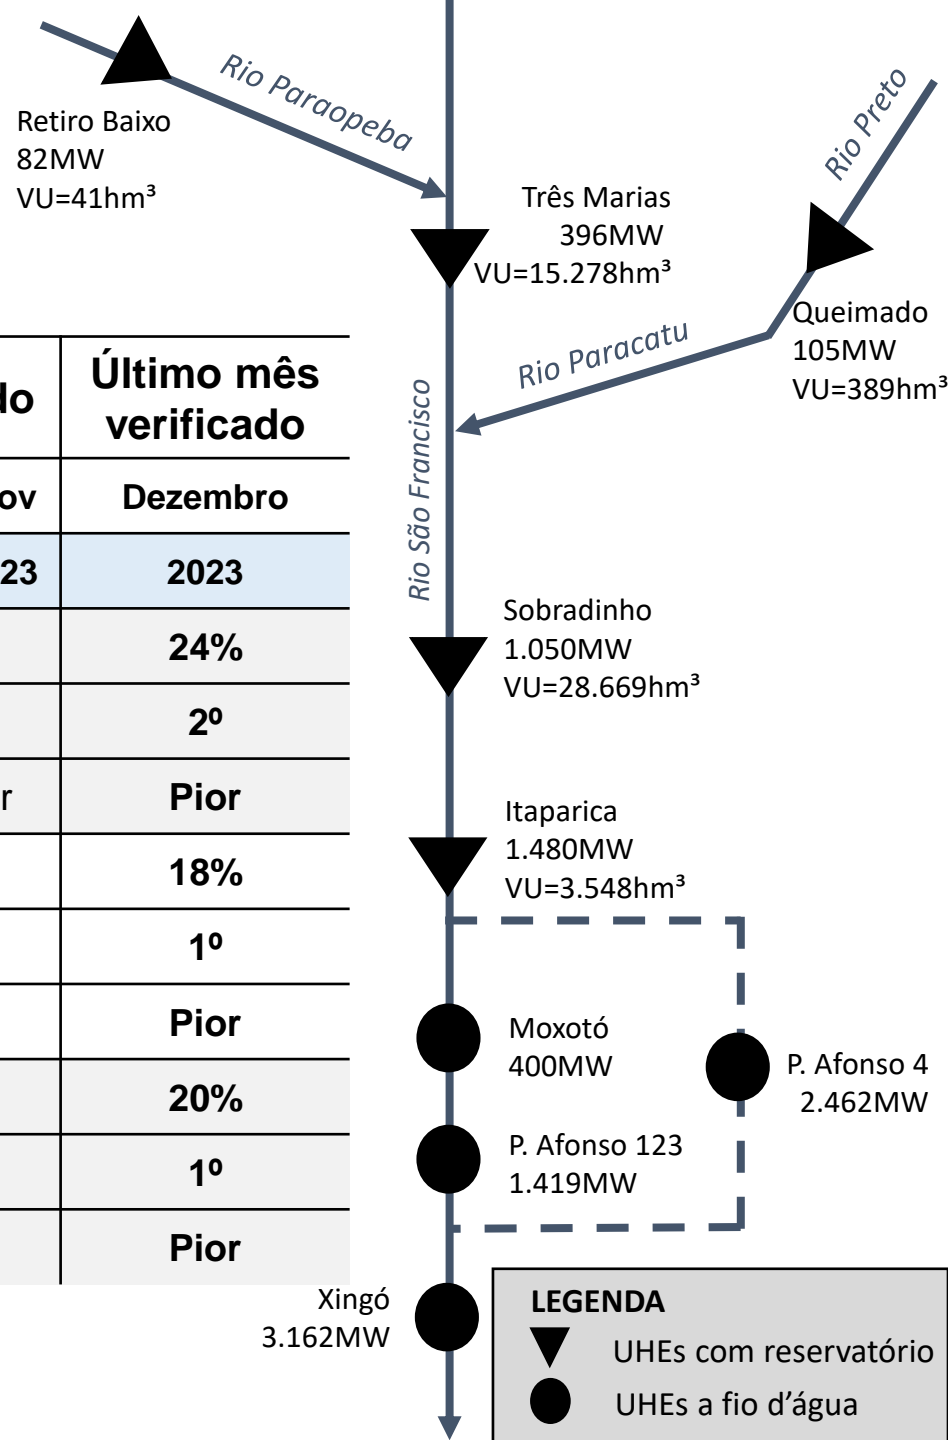 Rio Paraopeba
Rio Preto
Retiro Baixo
82MW
VU=41hm³
Três Marias
396MW
VU=15.278hm³
Queimado
105MW
VU=389hm³
Rio Paracatu
Rio São Francisco
Último mês
verificado
Dezembro
23
2023
24%
2º
Pior
18%
1º
Pior
20%
1º
Pior
Sobradinho
1.050MW
VU=28.669hm³
Itaparica
1.480MW
VU=3.548hm³
Moxotó
400MW
P. Afonso 4
2.462MW
P. Afonso 123
1.419MW
Xingó
3.162MW
LEGENDA
UHEs com reservatório
UHEs a fio d'água